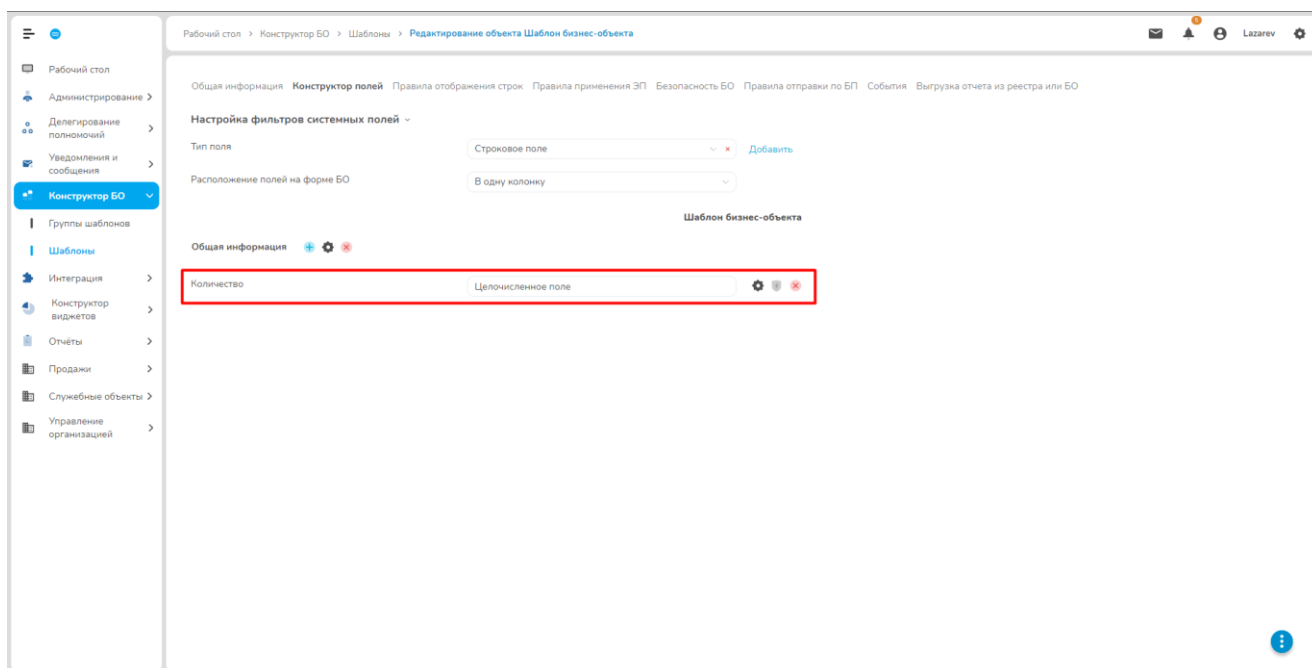 Рабочий стол > Конструктор БО > Шаблоны > Редактирование объекта Шаблон бизнес-объекта
5
Lazarev
Рабочий стол
Администрирование
Делегирование
полномочий
Уведомления и
сообщения
Конструктор БО
Группы шаблонов
Шаблоны
Интеграция
Конструктор
виджетов
Отчёты
Продажи
Служебные объекты
Управление
организацией
Общая информация Конструктор полей Правила отображения строк Правила применения ЭП Безопасность БО Правила отправки по БП События Выгрузка отчета из реестра или БО
Настройка фильтров системных полей
Тип поля Строковое поле Добавить
Расположение полей на форме БО В одну колонку
Шаблон бизнес-объекта
Общая информация
Количество Целочисленное поле